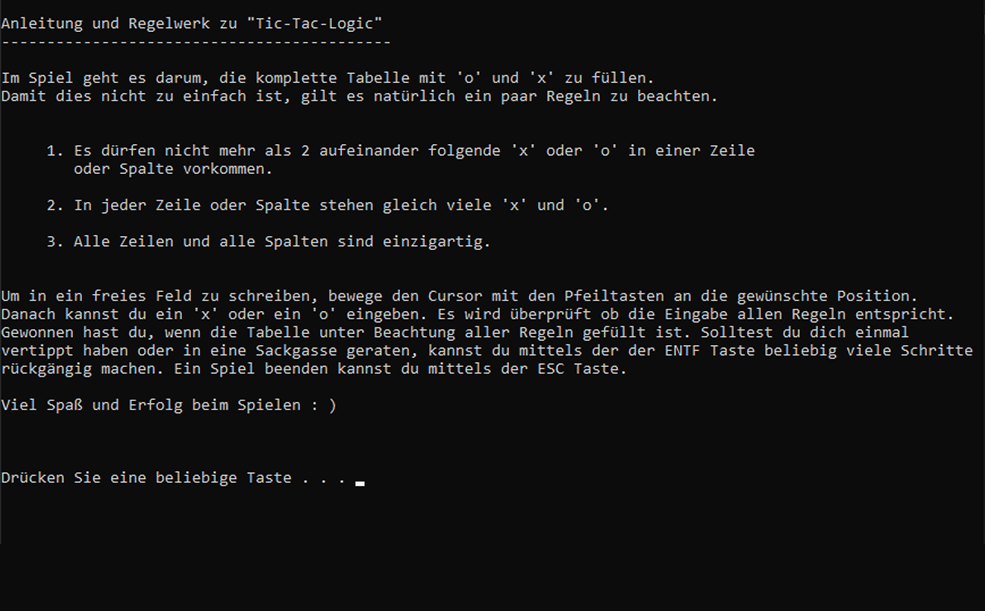 Anleitung und Regelwerk zu "Tic-Tac-Logic"
-------------------------------------------
Im Spiel geht es darum, die komplette Tabelle mit 'o' und 'x' zu füllen.
Damit dies nicht zu einfach ist, gilt es natürlich ein paar Regeln zu beachten.
1. Es dürfen nicht mehr als 2 aufeinander folgende 'x' oder 'o' in einer Zeile
oder Spalte vorkommen.
2. In jeder Zeile oder Spalte stehen gleich viele 'x' und 'o'.
3. Alle Zeilen und alle Spalten sind einzigartig.
Um in ein freies Feld zu schreiben, bewege den Cursor mit den Pfeiltasten an die gewünschte Position.
Danach kannst du ein 'x' oder ein 'o' eingeben. Es wird überprüft ob die Eingabe allen Regeln entspricht.
Gewonnen hast du, wenn die Tabelle unter Beachtung aller Regeln gefüllt ist. Solltest du dich einmal
vertippt haben oder in eine Sackgasse geraten, kannst du mittels der der ENTF Taste beliebig viele Schritte
rückgängig machen. Ein Spiel beenden kannst du mittels der ESC Taste.
Viel Spaß und Erfolg beim Spielen : )
Drücken Sie eine beliebige Taste . . .